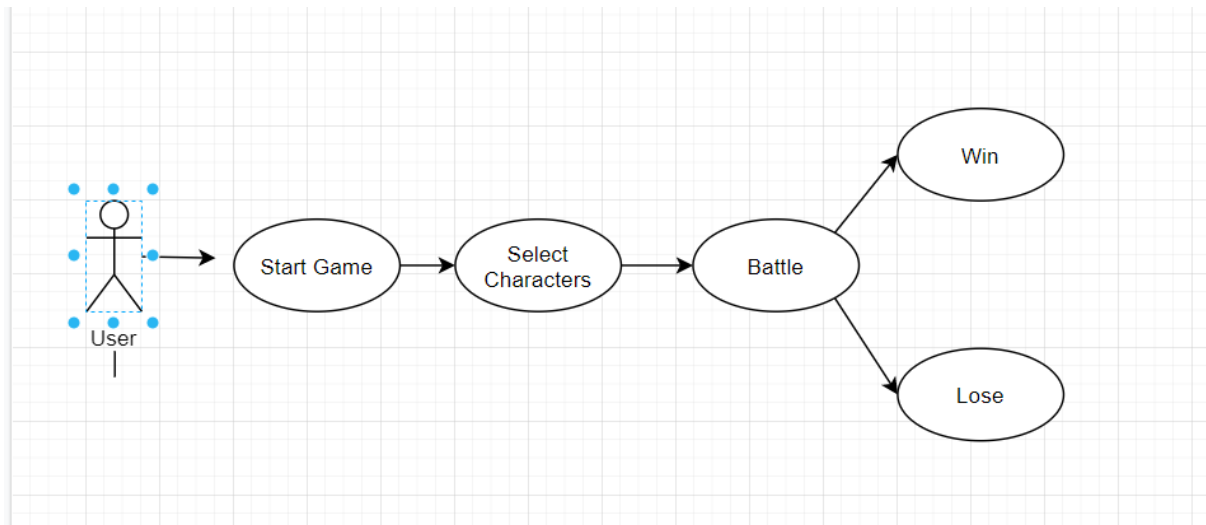 User
Start Game
Select
Characters
Battle
Win
Lose